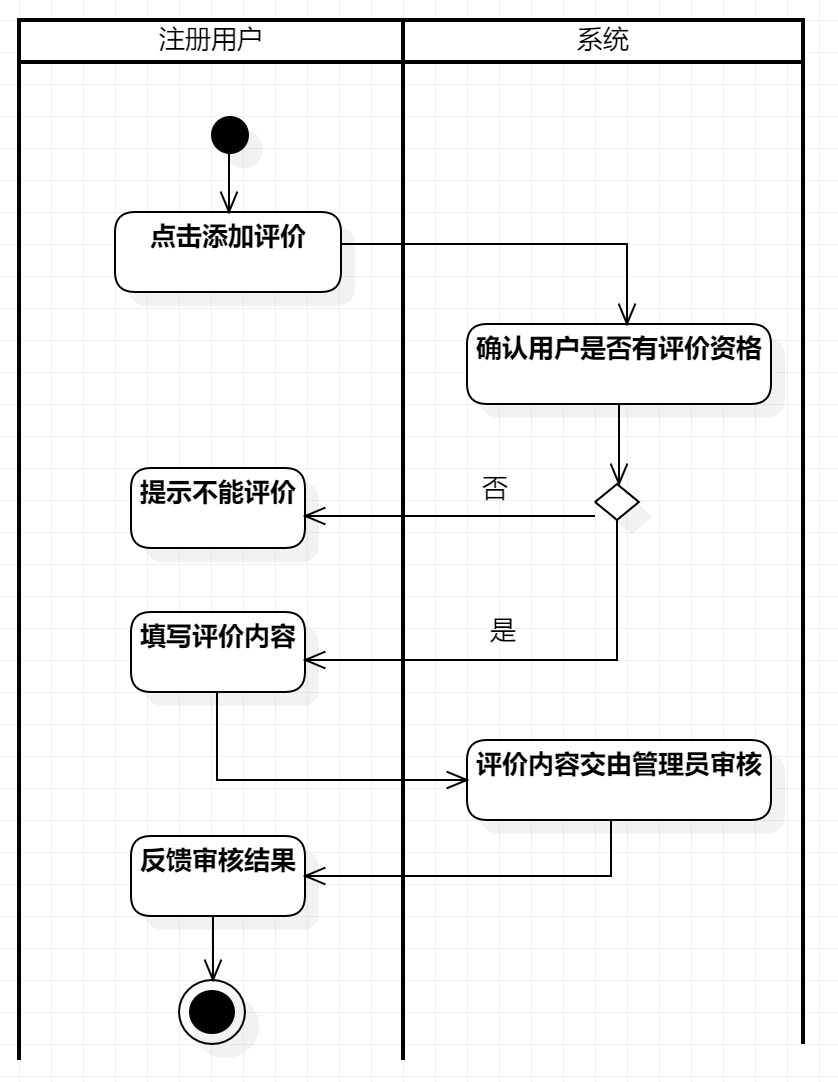 注册用户
系统
点击添加评价
确认用户是否有评价资格
否
提示不能评价
是
填写评价内容
评价内容交由管理员审核
反馈审核结果